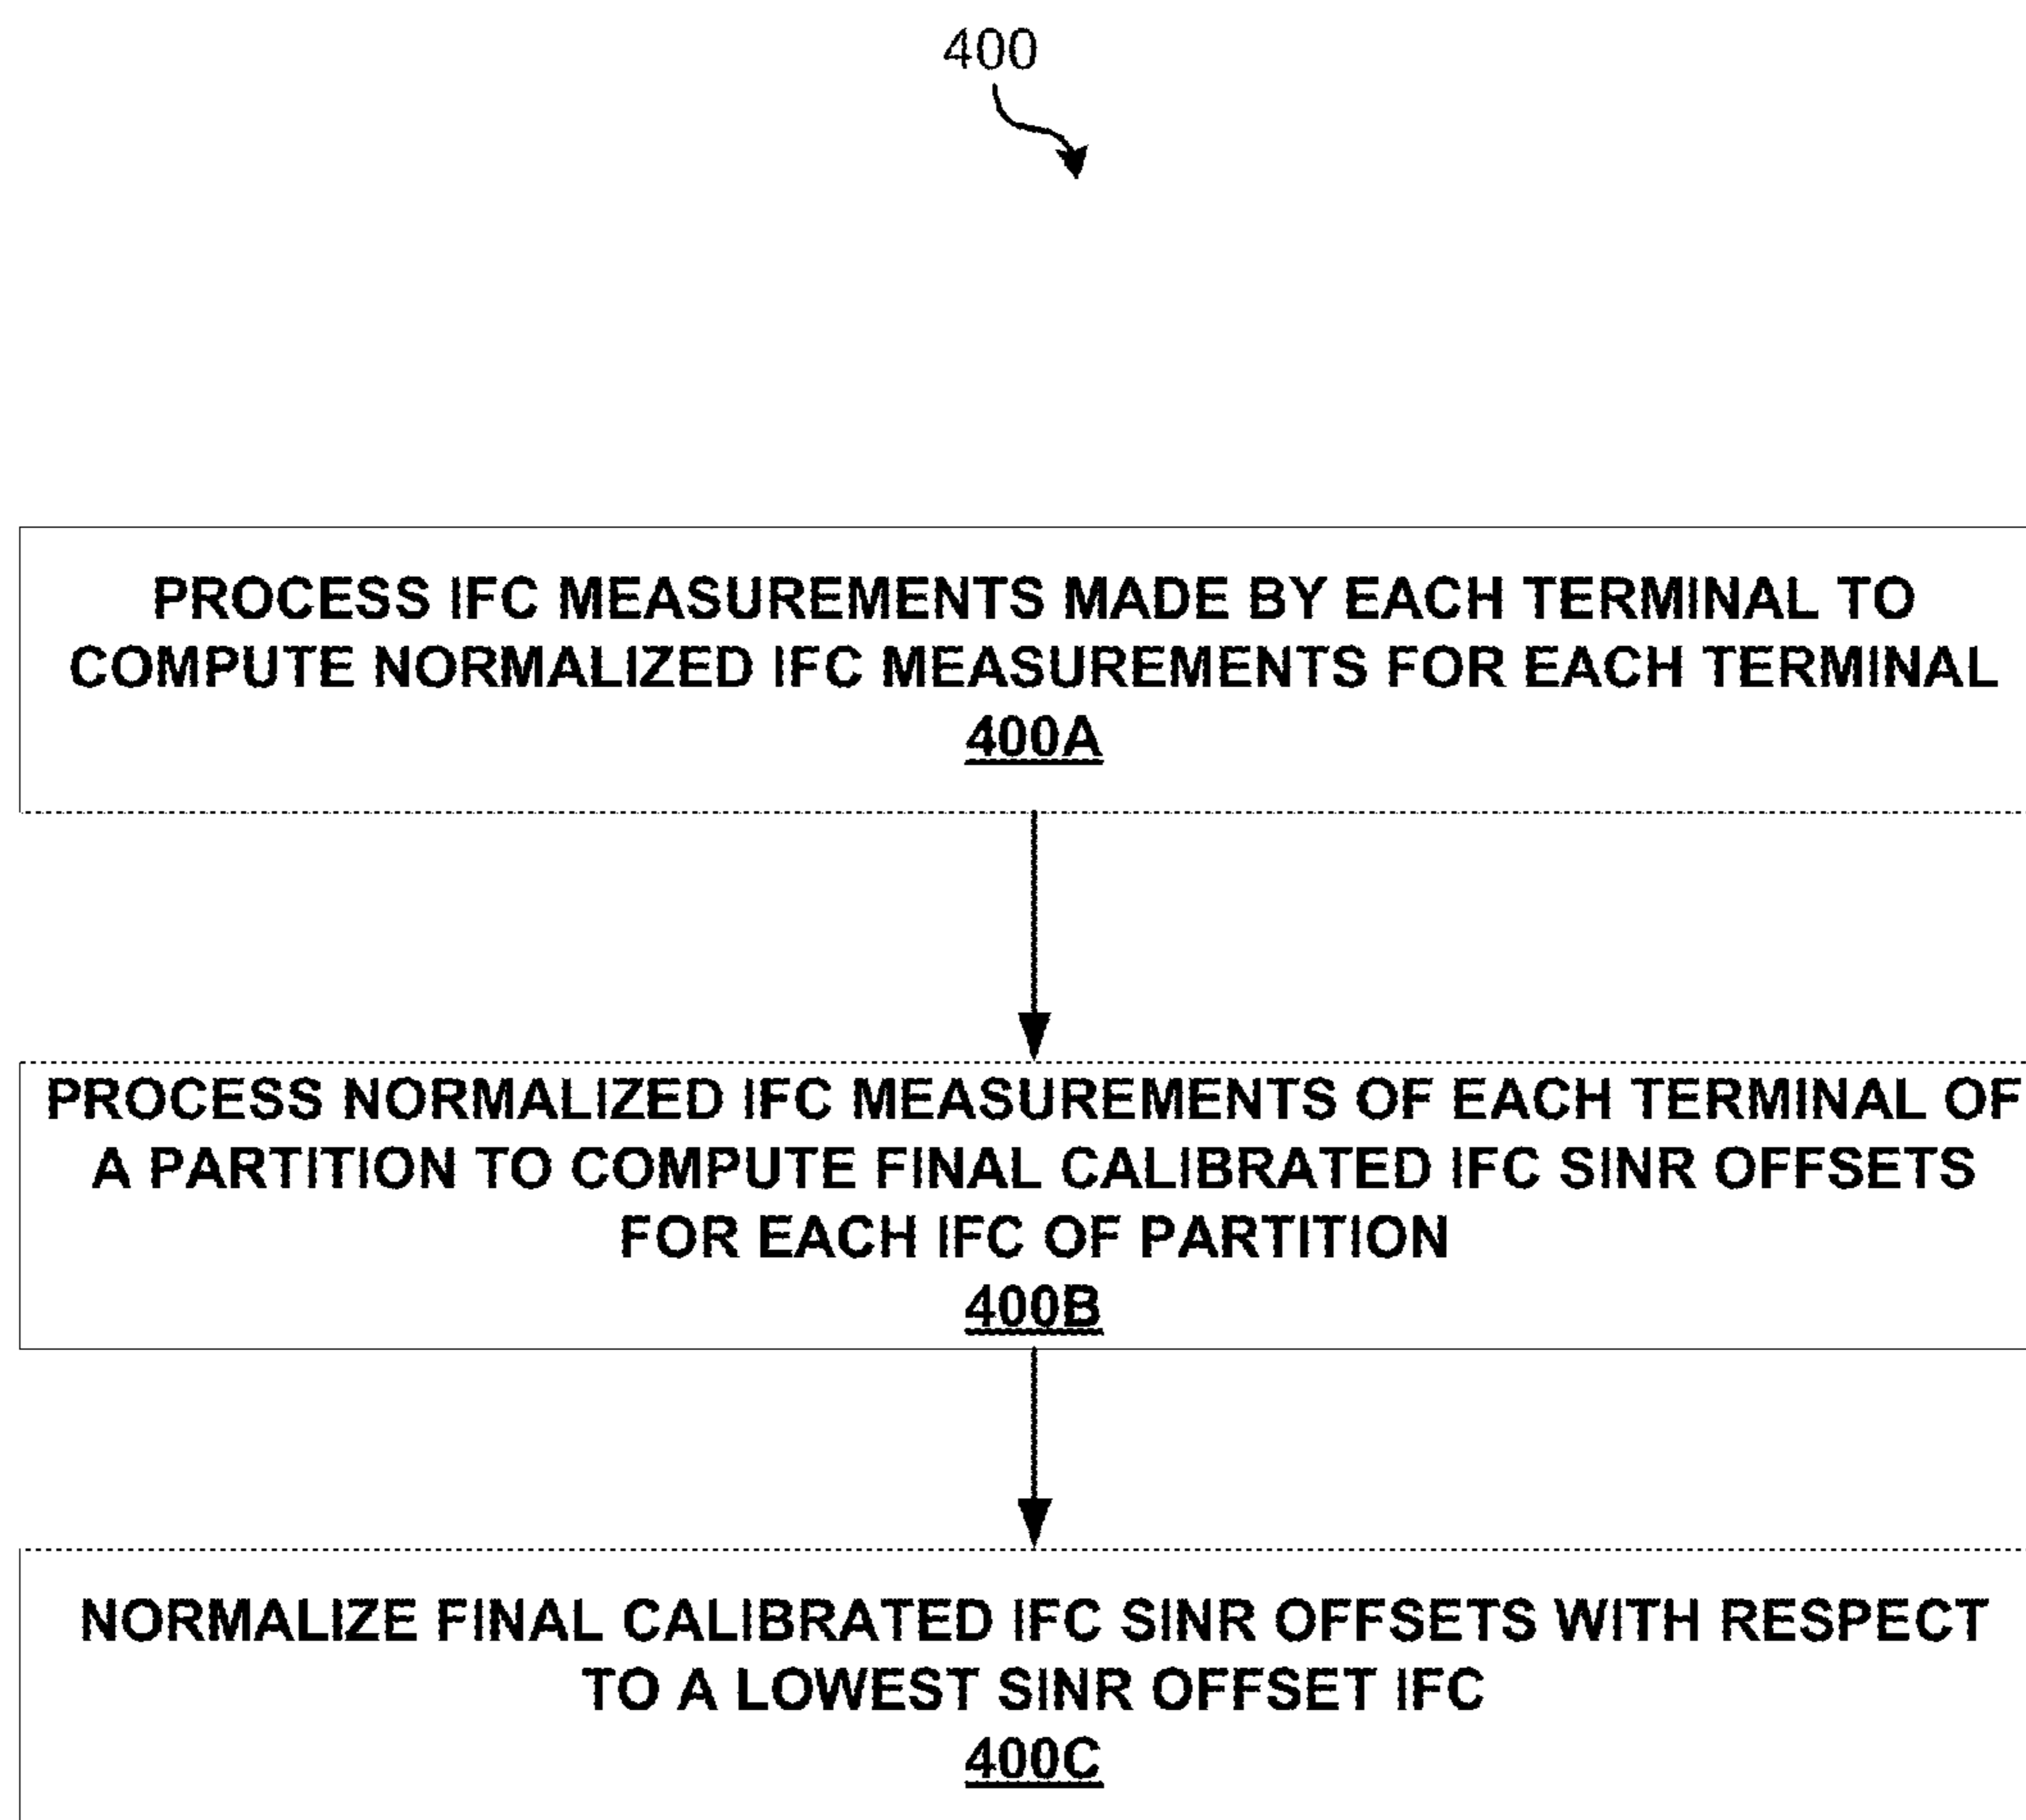 400
PROCESS IFC MEASUREMENTS MADE BY EACH TERMINAL TO
COMPUTE NORMALIZED IFC MEASUREMENTS FOR EACH TERMINAL
400A
PROCESS NORMALIZED IFC MEASUREMENTS OF EACH TERMINAL OF
A PARTITION TO COMPUTE FINAL CALIBRATED IFC SINR OFFSETS
FOR EACH IFC OF PARTITION
400B
NORMALIZE FINAL CALIBRATED IFC SINR OFFSETS WITH RESPECT
TO A LOWEST SINR OFFSET IFC
400C